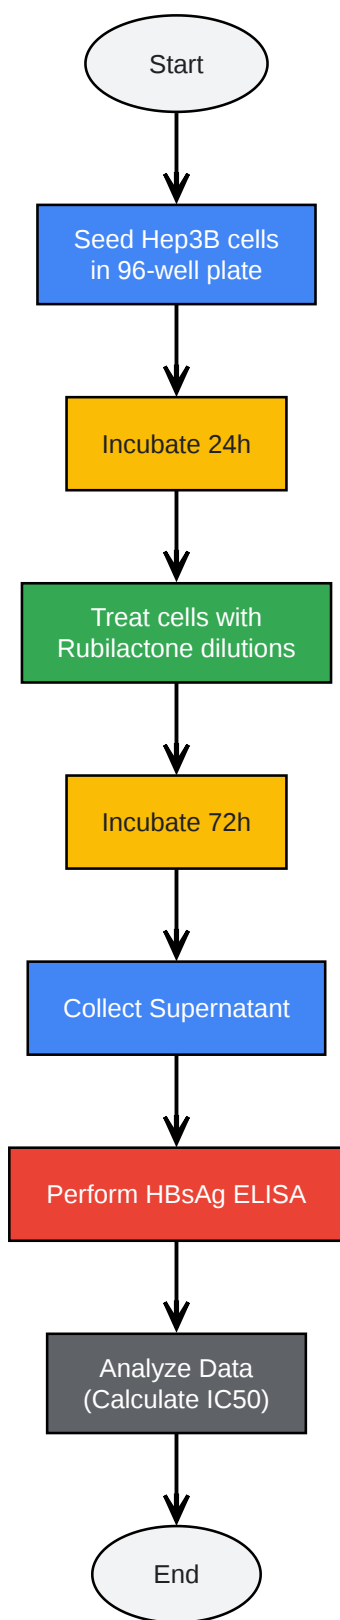 Start
Seed Hep3B cells
in 96-well plate
Incubate 24h
Treat cells with
Rubilactone dilutions
Incubate 72h
Collect Supernatant
Perform HBsAg ELISA
Analyze Data
(Calculate IC50)
End